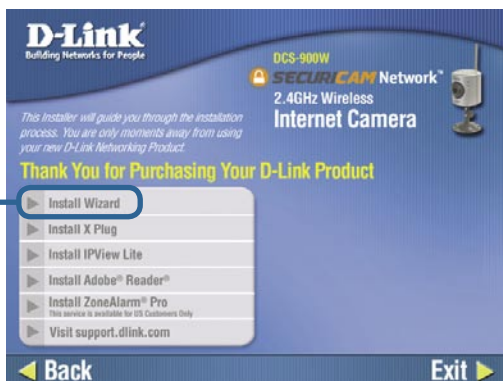 D-Link®
Building Networks for People
DCS-900W
SECURICAM Network™
2.4GHz Wireless
Internet Camera
This Installer will guide you through the installation
process. You are only moments away from using
your new D-Link Networking Product.
Thank You for Purchasing Your D-Link Product
Install Wizard
Install X Plug
Install IPView Lite
Install Adobe® Reader®
Install ZoneAlarm® Pro
This service is available for US Customers Only
Visit support.dlink.com
Back
Exit